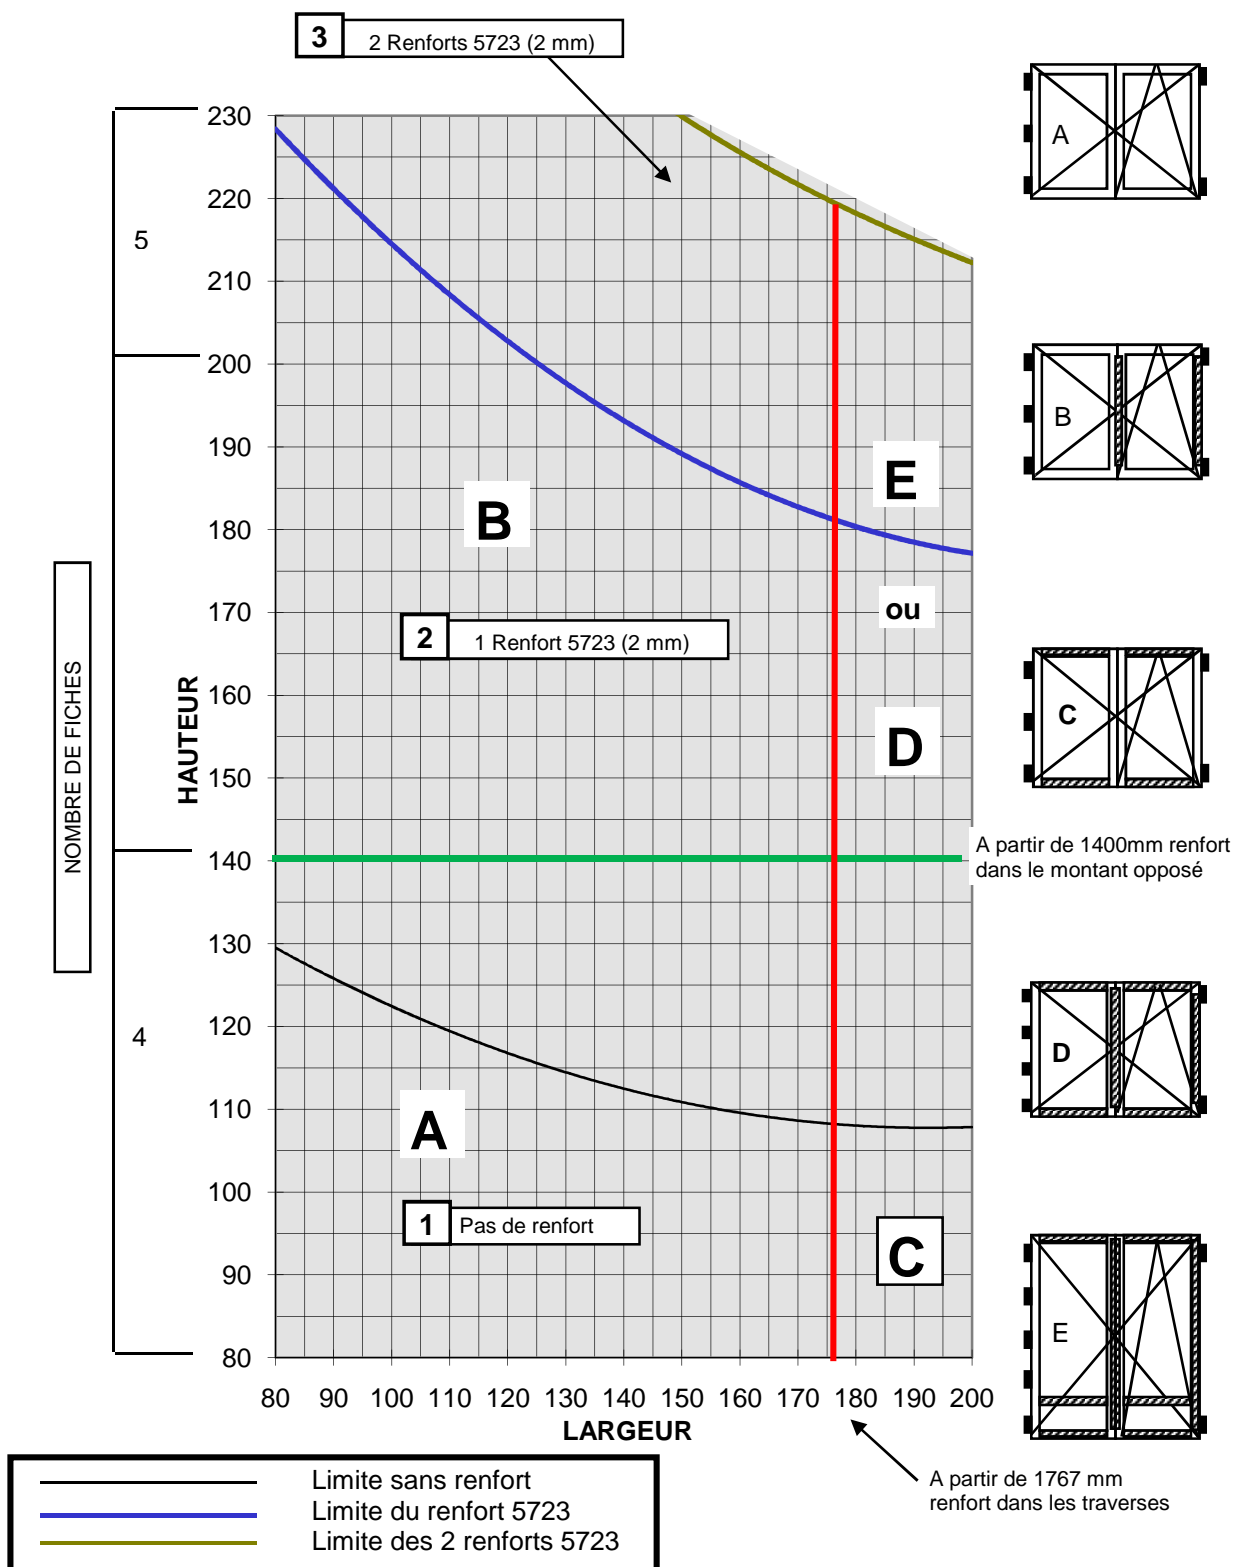 3
2 Renforts 5723 (2 mm)
A
230
220
5
210
200
B
190
E
B
180
170
ou
2
1 Renfort 5723 (2 mm)
160
C
NOMBRE DE FICHES
HAUTEUR
D
150
A partir de 1400mm renfort
dans le montant opposé
140
130
120
4
D
110
A
100
1
Pas de renfort
C
90
E
80
80 90 100 110 120 130 140 150 160 170 180 190 200
LARGEUR
A partir de 1767 mm
renfort dans les traverses
Limite sans renfort
Limite du renfort 5723
Limite des 2 renforts 5723